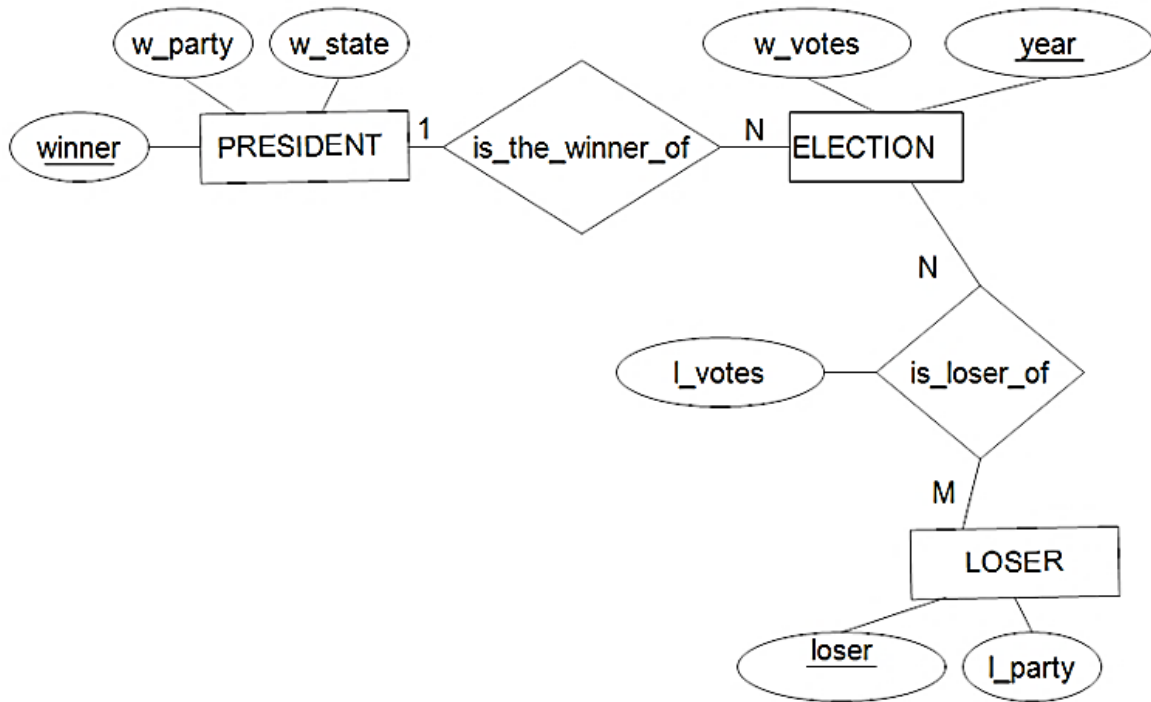 w_party
w_state
w_votes
year
winner
PRESIDENT
1
is_the_winner_of
N
ELECTION
N
l_votes
is_loser_of
M
LOSER
loser
l_party